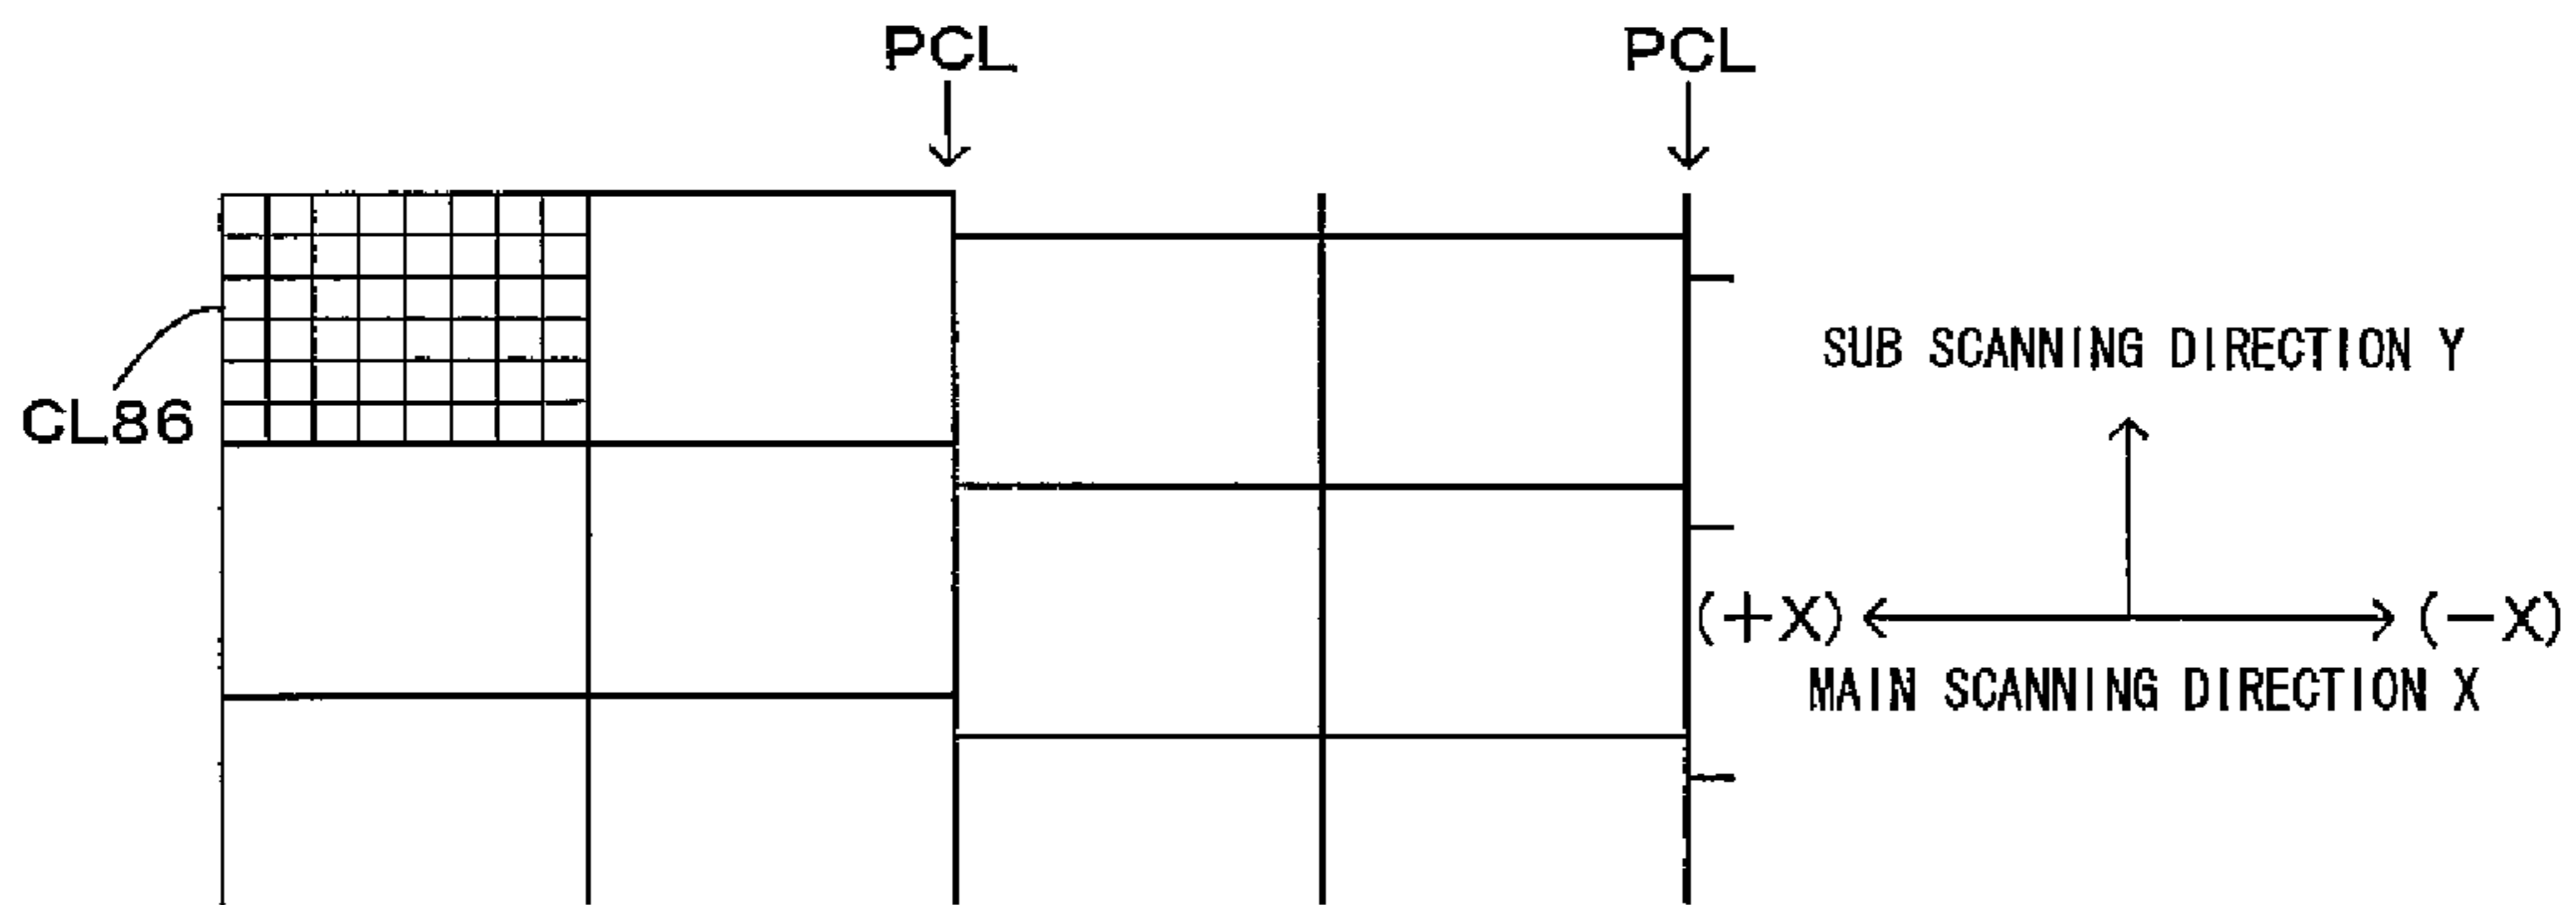 PCL PCL
SUB SCANNING DIRECTION Y
CL86
(+X) (-X)
MAIN SCANNING DIRECTION X